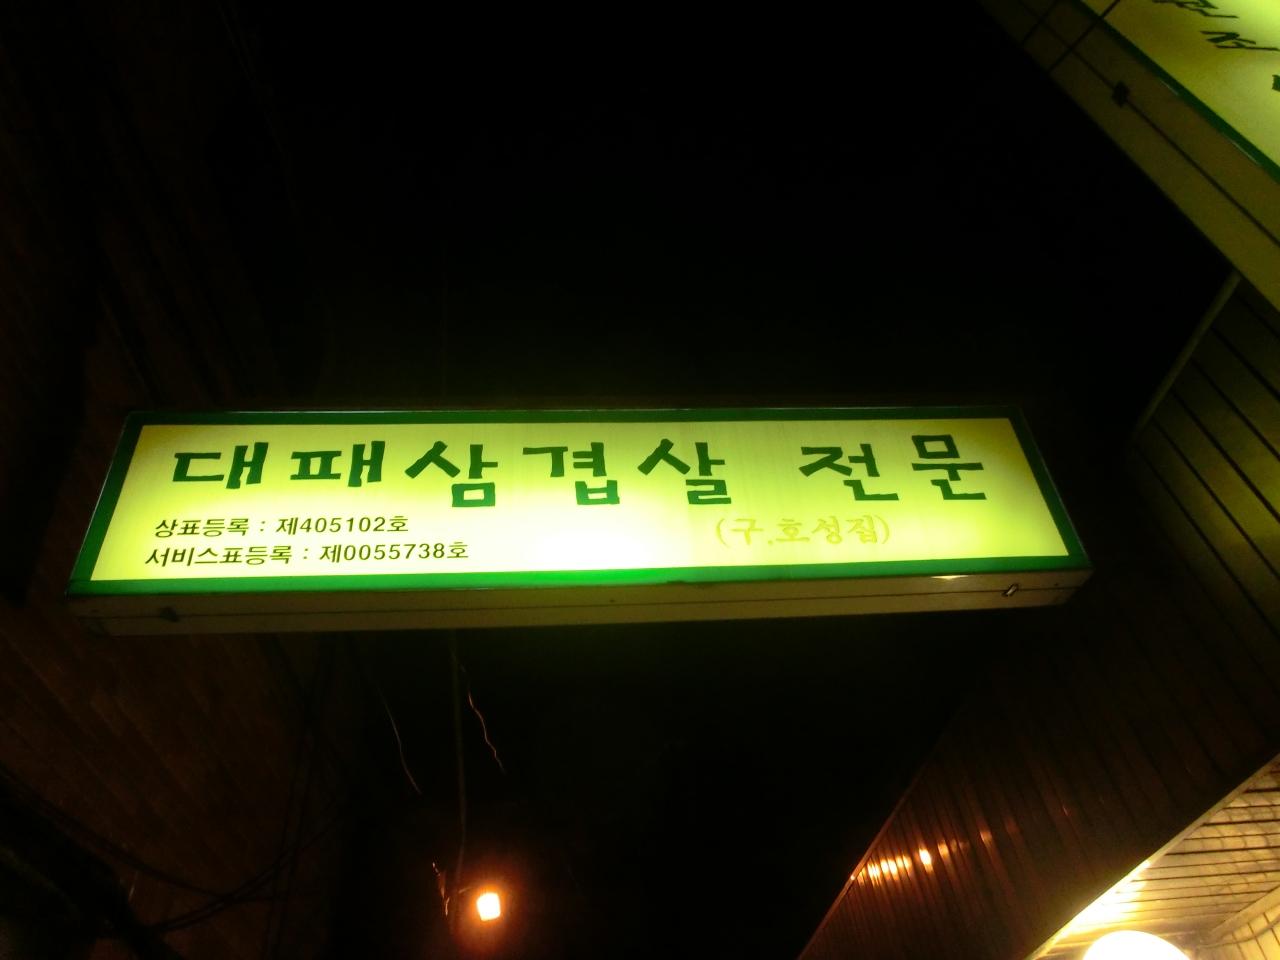 대패삼겹살 전문
상표등록 : 제405102호
서비스표등록 : 제0055738호
(구.호성집)